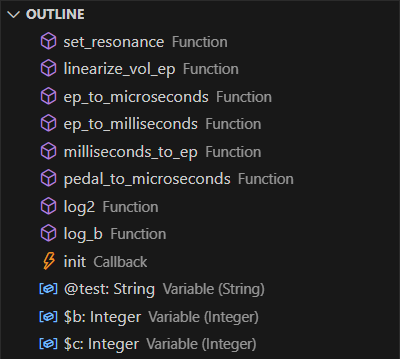 OUTLINE
set_resonance Function
linearize_vol_ep Function
ep_to_microseconds Function
ep_to_milliseconds Function
milliseconds_to_ep Function
pedal_to_microseconds Function
log2 Function
log_b Function
init Callback
@test: String Variable (String)
$b: Integer Variable (Integer)
$c: Integer Variable (Integer)